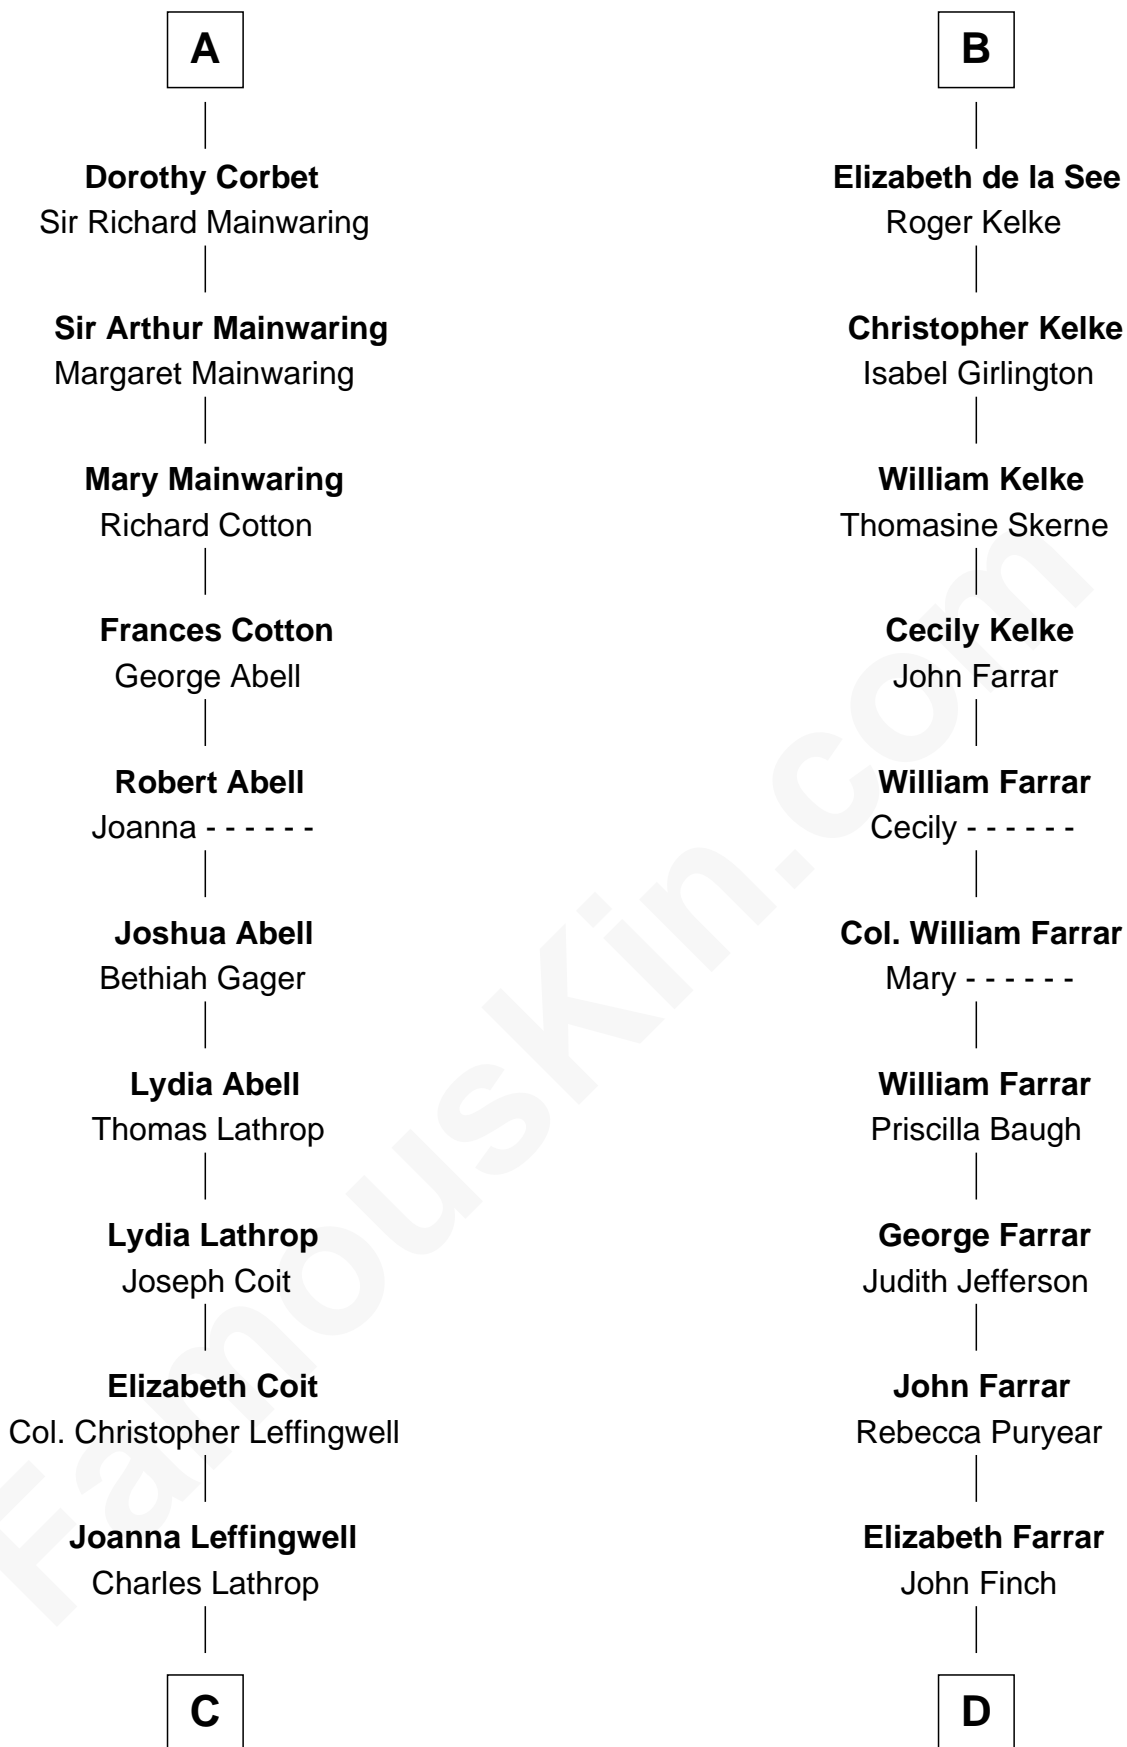 A
Dorothy Corbet
Sir Richard Mainwaring
Sir Arthur Mainwaring
Margaret Mainwaring
Mary Mainwaring
Richard Cotton
Frances Cotton
George Abell
Robert Abell
Joanna - - - - - -
Joshua Abell
Bethiah Gager
Lydia Abell
Thomas Lathrop
Lydia Lathrop
Joseph Coit
Elizabeth Coit
Col. Christopher Leffingwell
Joanna Leffingwell
Charles Lathrop
C
B
Elizabeth de la See
Roger Kelke
Christopher Kelke
Isabel Girlington
William Kelke
Thomasine Skerne
Cecily Kelke
John Farrar
William Farrar
Cecily - - - - - -
Col. William Farrar
Mary - - - - - -
William Farrar
Priscilla Baugh
George Farrar
Judith Jefferson
John Farrar
Rebecca Puryear
Elizabeth Farrar
John Finch
D
FamousKin.com